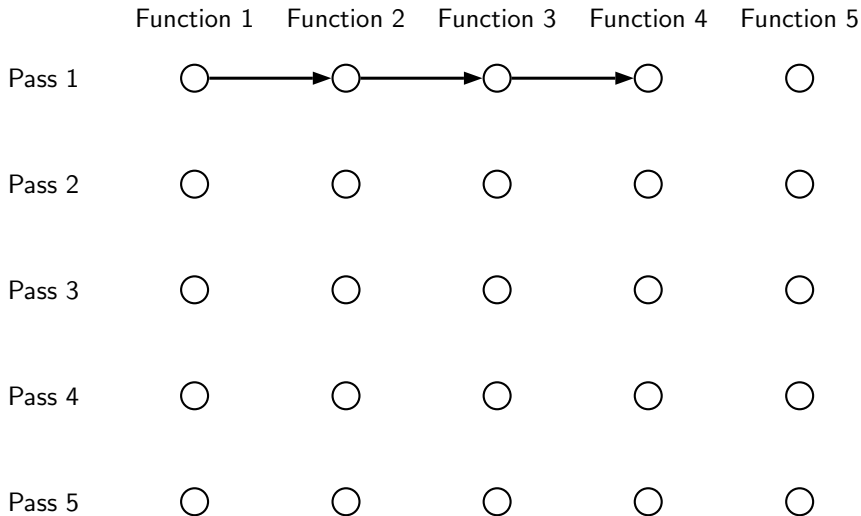 Function 1 Function 2 Function 3 Function 4 Function 5
Pass 1
Pass 2
Pass 3
Pass 4
Pass 5